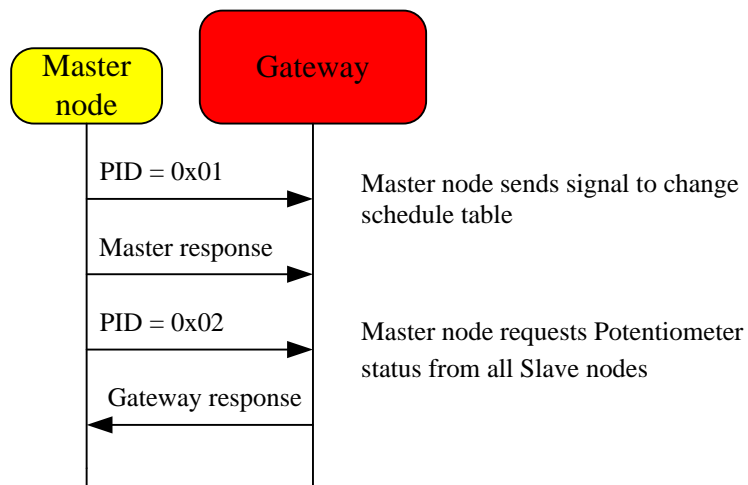 Master
node
Gateway
PID = 0x01
Master node sends signal to change
schedule table
Master response
PID = 0x02
Master node requests Potentiometer
status from all Slave nodes
Gateway response